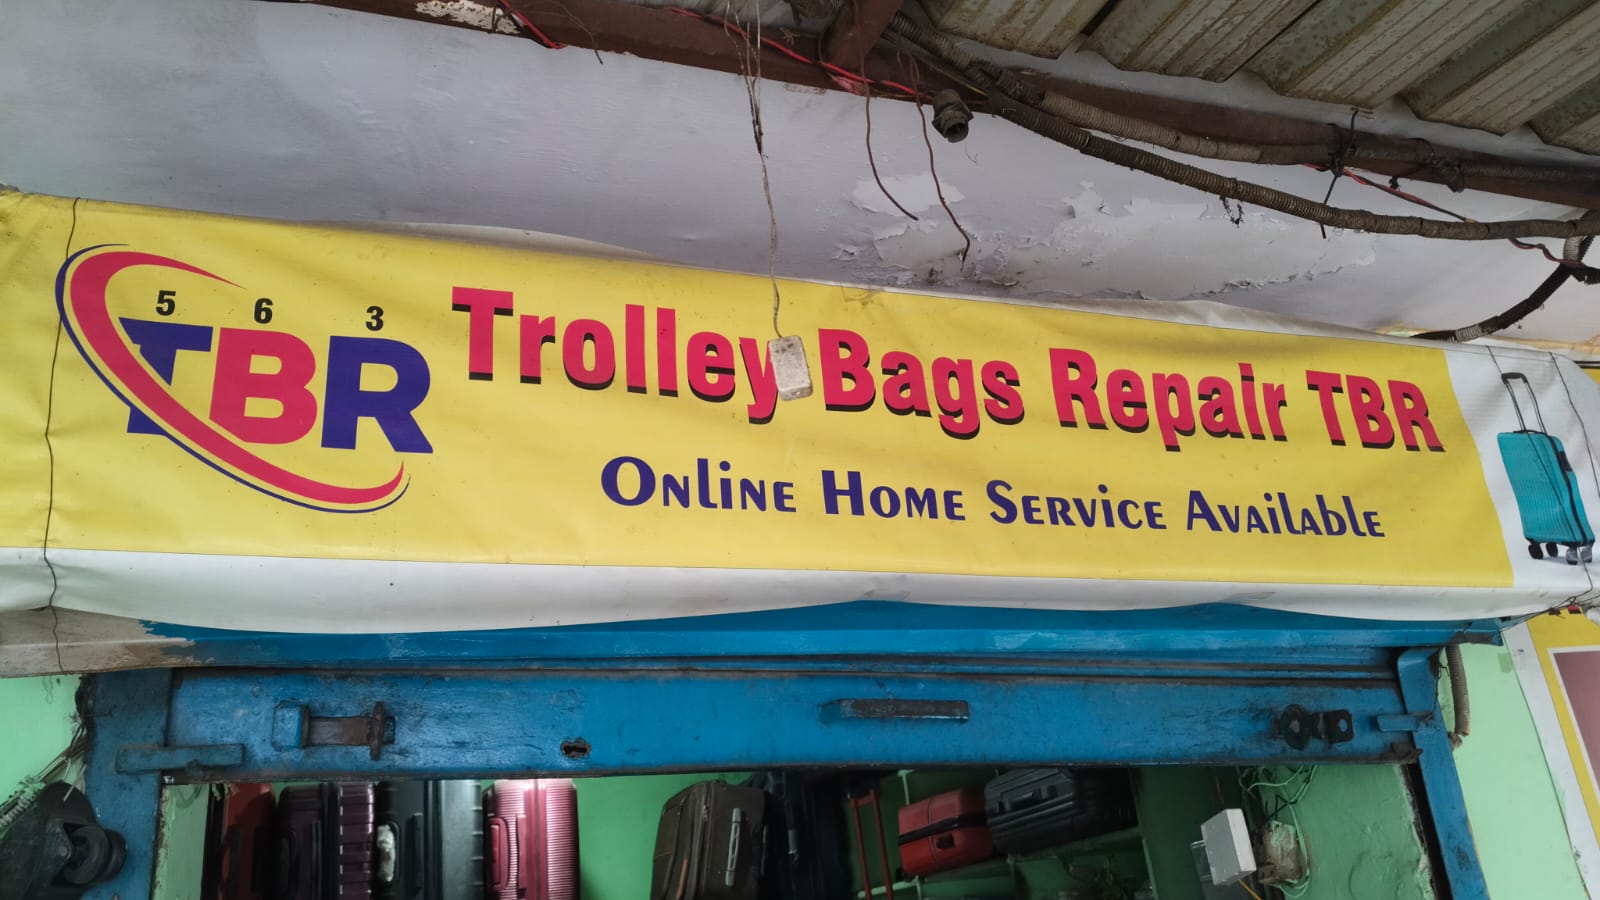 5 6 3
TBR
Trolley Bags Repair TBR
Online Home Service Available